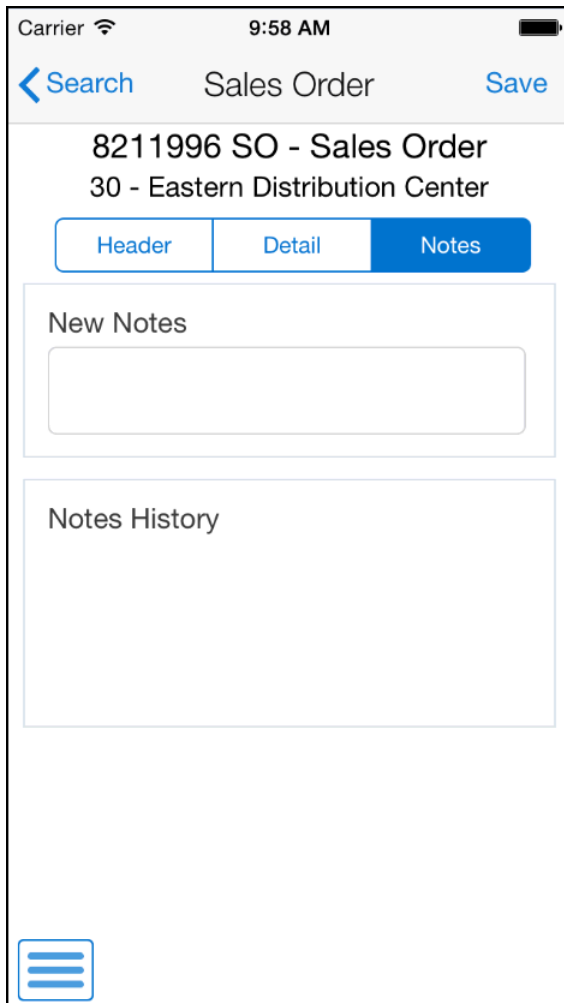 Carrier 9:58 AM
Search Sales Order Save
8211996 SO - Sales Order
30 - Eastern Distribution Center
Header Detail Notes
New Notes
Notes History